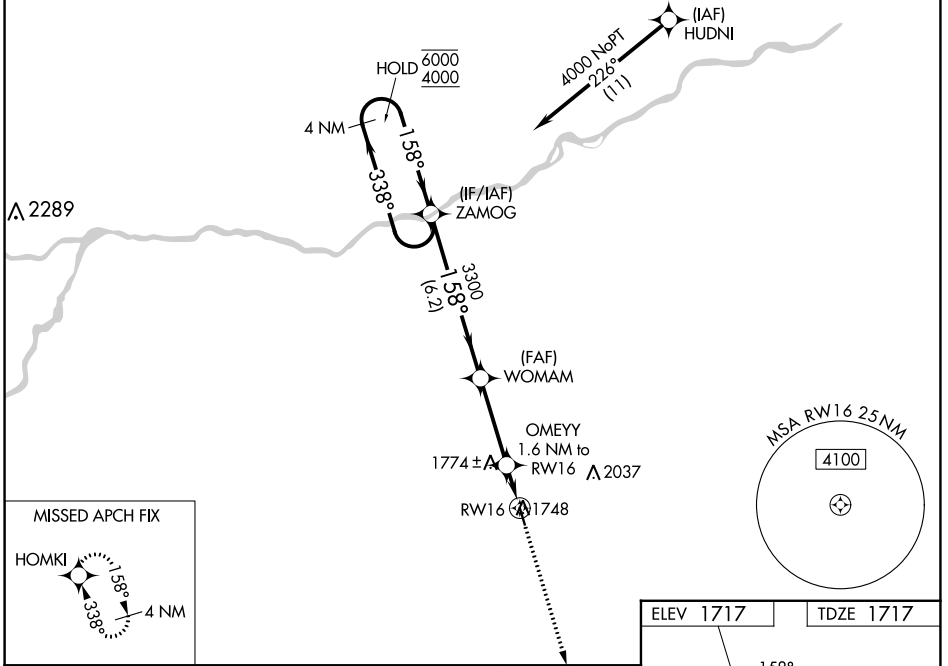 (IAF)
HUDNI
4000 NoPT
226°
(11)
HOLD 6000
4000
4 NM
158°
338°
(IF/IAF)
ZAMOG
2289
3300
158°
(6.2)
(FAF)
WOMAM
OMEYY
1.6 NM to
RW16
1774 ±
2037
RW16
1748
MSA RW16 25 NM
4100
MISSED APCH FIX
HOMKI
158°
338°
4 NM
ELEV 1717
TDZE 1717